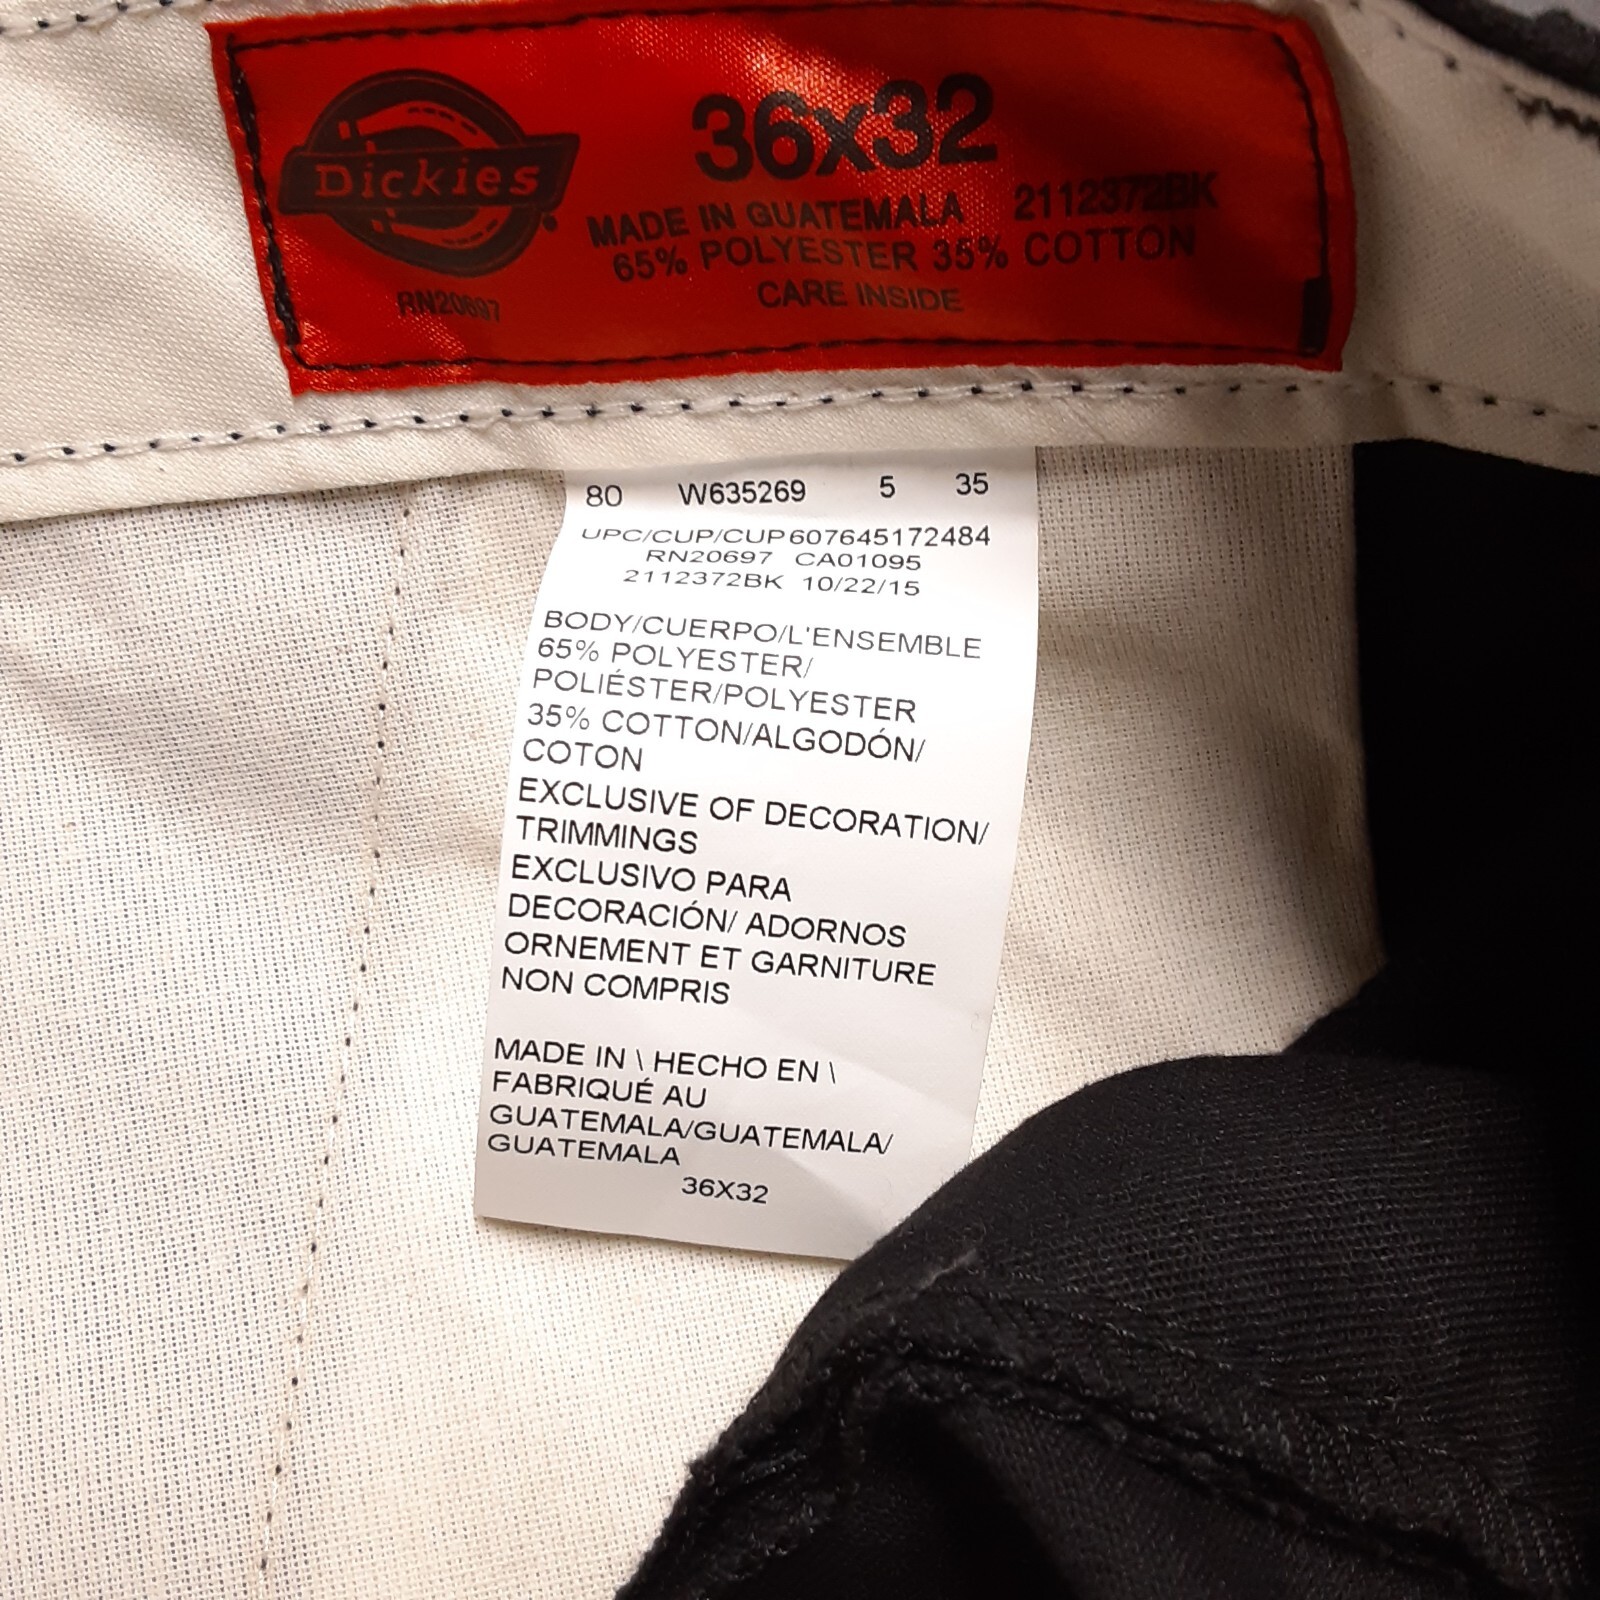 Dickies
RN20697
36x32
MADE IN GUATEMALA 2112372BK
65% POLYESTER 35% COTTON
CARE INSIDE
80 W635269 5 35
UPC/CUP/CUP 607645172484
RN20697 CA01095
2112372BK 10/22/15
BODY/CUERPO/L'ENSEMBLE
65% POLYESTER/
POLIÉSTER/POLYESTER
35% COTTON/ALGODÓN/
COTON
EXCLUSIVE OF DECORATION/
TRIMMINGS
EXCLUSIVO PARA
DECORACIÓN/ ADORNOS
ORNEMENT ET GARNITURE
NON COMPRIS
MADE IN \ HECHO EN \
FABRIQUÉ AU
GUATEMALA/GUATEMALA/
GUATEMALA
36X32